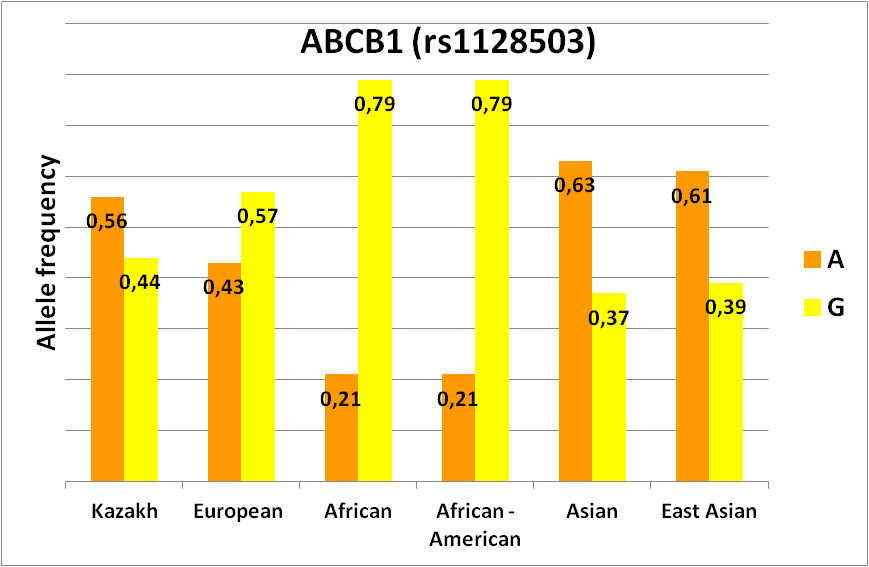 ABCB1 (rs1128503)
Allele frequency
0,56
0,44
0,43
0,57
0,21
0,79
0,21
0,79
0,63
0,37
0,61
0,39
A
G
Kazakh
European
African
African -
American
Asian
East Asian